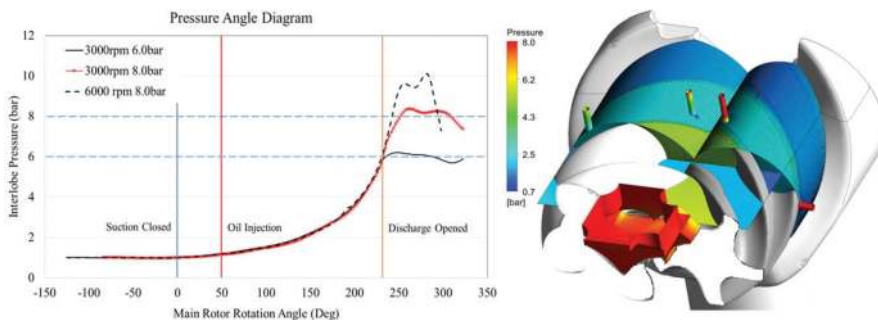 Pressure Angle Diagram
12
10
8
6
4
2
0
Interlobe Pressure (bar)
3000rpm 6.0bar
3000rpm 8.0bar
6000 rpm 8.0bar
Suction Closed
Oil Injection
Discharge Opened
-150 -100 -50 0 50 100 150 200 250 300 350
Main Rotor Rotation Angle (Deg)
Pressure
8.0
6.2
4.3
2.5
0.7
[bar]